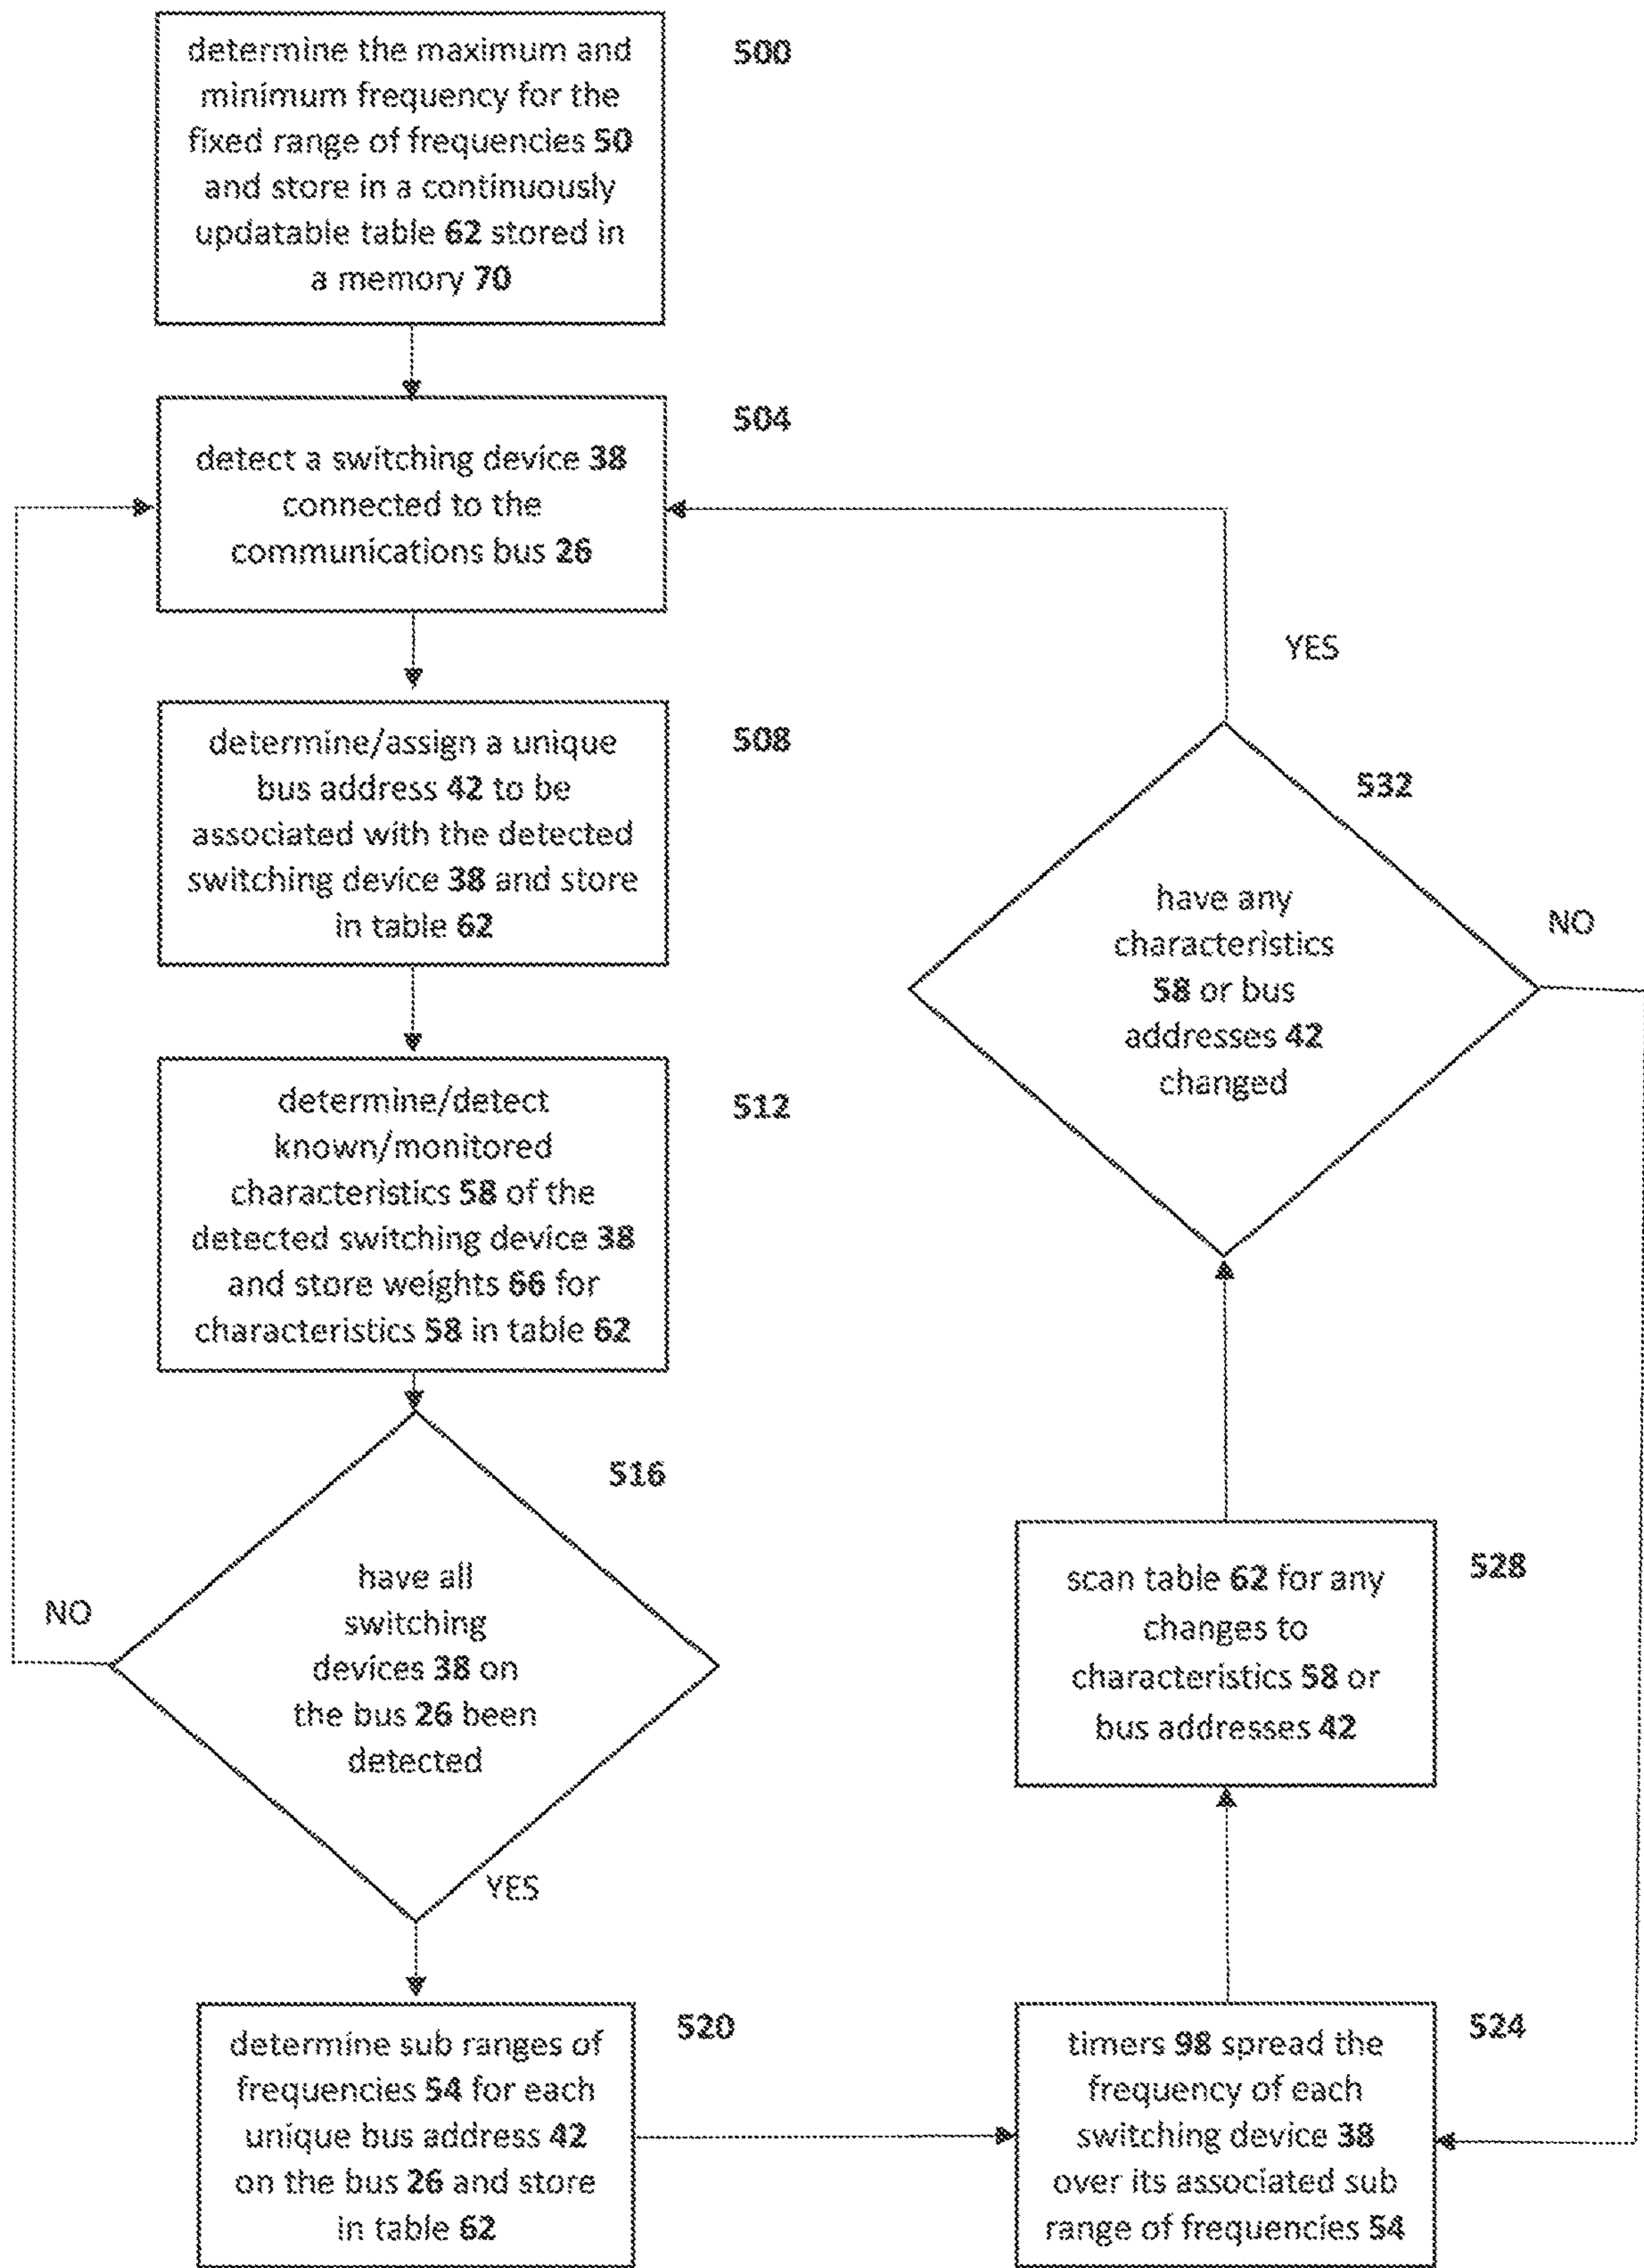 determine the maximum and
minimum frequency for the
fixed range of frequencies 50
and store in a continuously
updatable table 62 stored in
a memory 70
500
detect a switching device 38
connected to the
communications bus 26
504
determine/assign a unique
bus address 42 to be
associated with the detected
switching device 38 and store
in table 62
508
determine/detect
known/monitored
characteristics 58 of the
detected switching device 38
and store weights 66 for
characteristics 58 in table 62
512
have all
switching
devices 38 on
the bus 26 been
detected
516
NO
YES
determine sub ranges of
frequencies 54 for each
unique bus address 42
on the bus 26 and store
in table 62
520
timers 98 spread the
frequency of each
switching device 38
over its associated sub
range of frequencies 54
524
scan table 62 for any
changes to
characteristics 58 or
bus addresses 42
528
have any
characteristics
58 or bus
addresses 42
changed
532
YES
NO